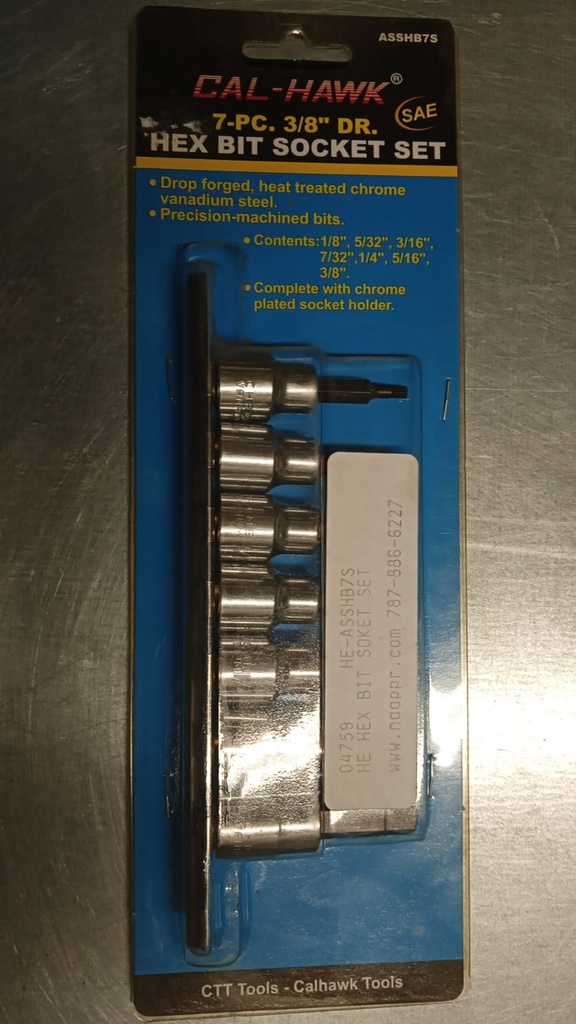 ASSHB7S
CAL-HAWK®
SAE
7-PC. 3/8" DR.
HEX BIT SOCKET SET
• Drop forged, heat treated chrome
vanadium steel.
• Precision-machined bits.
• Contents:1/8", 5/32", 3/16",
7/32",1/4", 5/16",
3/8".
• Complete with chrome
plated socket holder.
04759 HE-ASSHB7S
HE HEX BIT SOKET SET
www.naappr.com 787-886-6227
CTT Tools - Calhawk Tools